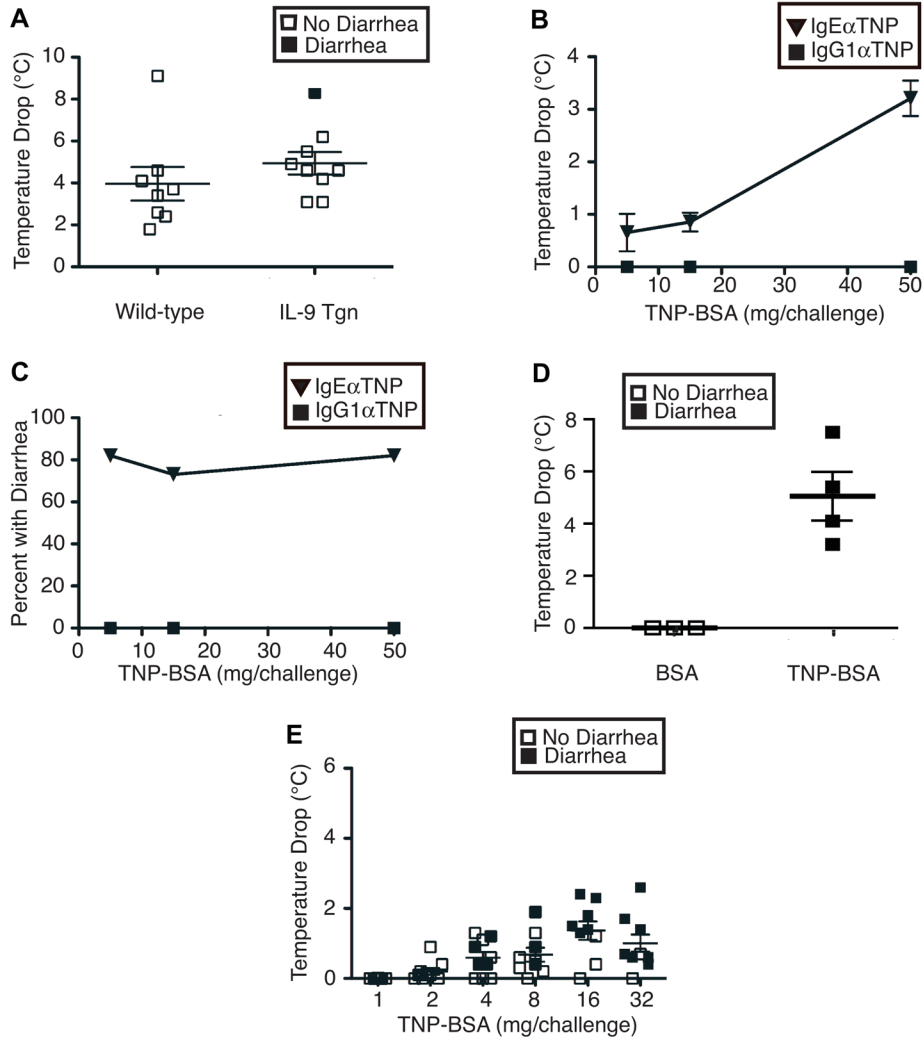 A
No Diarrhea
Diarrhea
Temperature Drop (°C)
10
8
6
4
2
0
Wild-type
IL-9 Tgn
B
IgEαTNP
IgG1αTNP
Temperature Drop (°C)
4
3
2
1
0
0
10
20
30
40
50
TNP-BSA (mg/challenge)
C
IgEαTNP
IgG1αTNP
Percent with Diarrhea
100
80
60
40
20
0
0
10
20
30
40
50
TNP-BSA (mg/challenge)
D
No Diarrhea
Diarrhea
Temperature Drop (°C)
8
6
4
2
0
BSA
TNP-BSA
E
No Diarrhea
Diarrhea
Temperature Drop (°C)
6
4
2
0
1
2
4
8
16
32
TNP-BSA (mg/challenge)